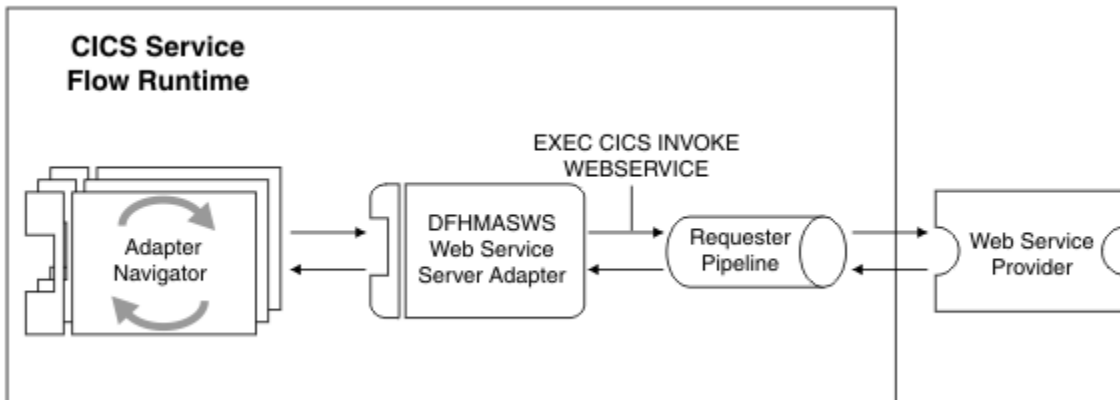 CICS Service
Flow Runtime
EXEC CICS INVOKE
WEBSERVICE
Adapter
Navigator
DFHMASWS
Web Service
Server Adapter
Requester
Pipeline
Web Service
Provider